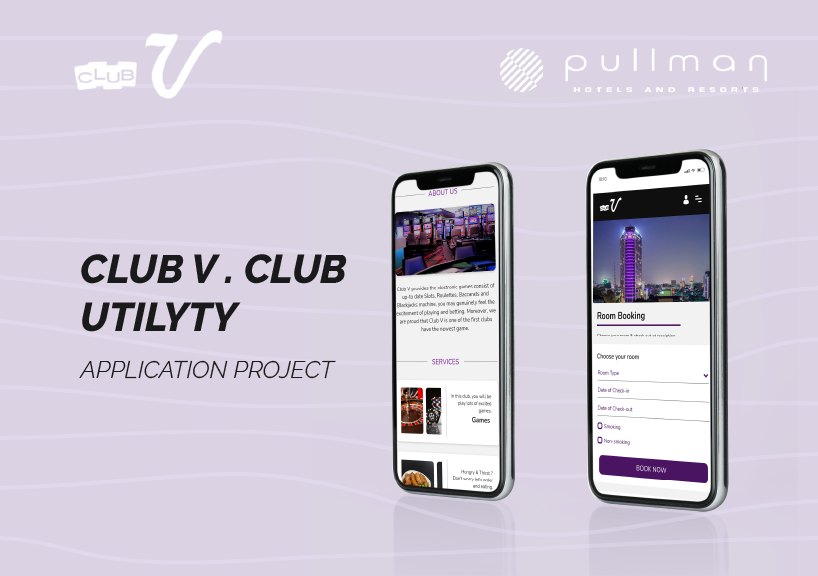 CLUB V
pullman
HOTELS AND RESORTS
CLUB V . CLUB
UTILYTY
APPLICATION PROJECT
ABOUT US
Club V provides the electronic games consist of
up-to date Slots, Roulettes, Baccarats and
Blackjacks machine, you may genuinely feel the
excitement of playing and betting. Moreover, we
are proud that Club V is one of the first clubs
have the newest game.
SERVICES
In this club, you will be
play lots of excited
games.
Games
Hungry & Thirst ?
Don't worry, let's order
and eating.
V
Room Booking
Choose your room
Room Type
Date of Check-in
Date of Check-out
Smoking
Non-smoking
BOOK NOW